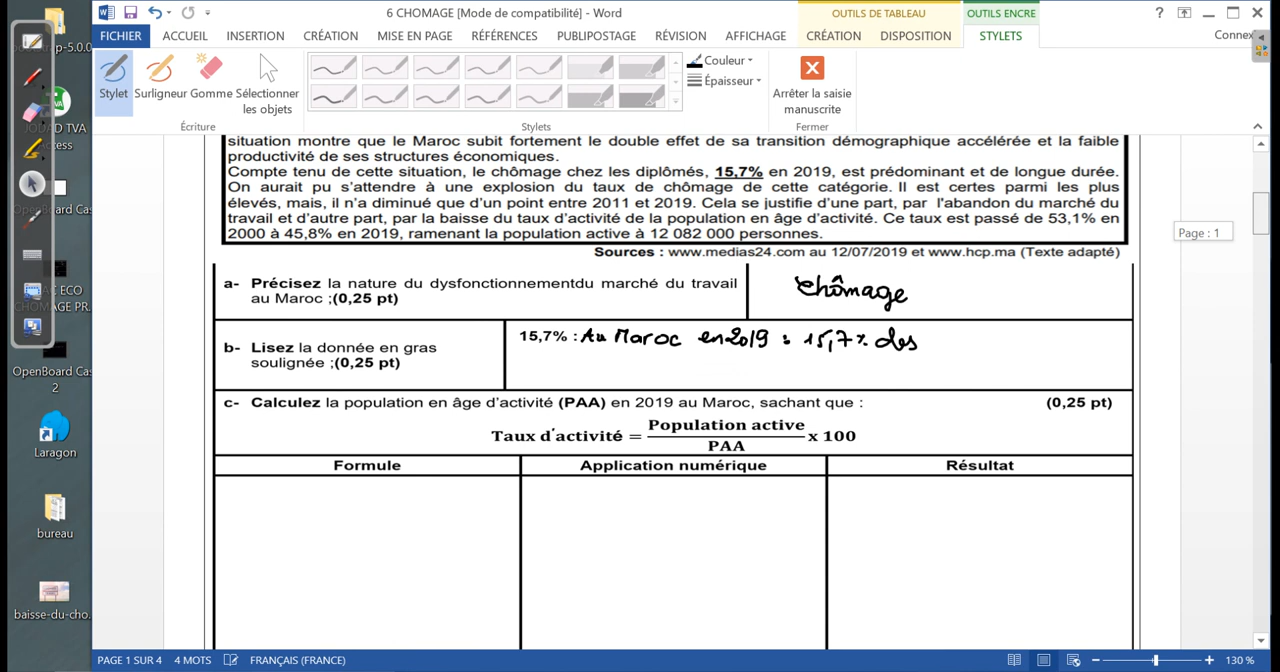 6 CHOMAGE [Mode de compatibilité] - Word
OUTILS DE TABLEAU
OUTILS ENCRE
FICHIER ACCUEIL INSERTION CRÉATION MISE EN PAGE RÉFÉRENCES PUBLIPOSTAGE RÉVISION AFFICHAGE CRÉATION DISPOSITION STYLETS
Connex
Stylet Surligneur Gomme Sélectionner les objets
Écriture
Stylets
Couleur
Épaisseur
Arrêter la saisie manuscrite
Fermer
situation montre que le Maroc subit fortement le double effet de sa transition démographique accélérée et la faible
productivité de ses structures économiques.
Compte tenu de cette situation, le chômage chez les diplômés, 15,7% en 2019, est prédominant et de longue durée.
On aurait pu s'attendre à une explosion du taux de chômage de cette catégorie. Il est certes parmi les plus
élevés, mais, il n'a diminué que d'un point entre 2011 et 2019. Cela se justifie d'une part, par l'abandon du marché du
travail et d'autre part, par la baisse du taux d'activité de la population en âge d'activité. Ce taux est passé de 53,1% en
2000 à 45,8% en 2019, ramenant la population active à 12 082 000 personnes.
Sources : www.medias24.com au 12/07/2019 et www.hcp.ma (Texte adapté)
Page : 1
a- Précisez la nature du dysfonctionnementdu marché du travail
au Maroc ;(0,25 pt)
chômage
b- Lisez la donnée en gras
soulignée ;(0,25 pt)
15,7% : Au Maroc en 2019 : 15,7% des
c- Calculez la population en âge d'activité (PAA) en 2019 au Maroc, sachant que : (0,25 pt)
Taux d'activité = Population active / PAA x 100
Formule Application numérique Résultat
ap-5.0.0
TVA
OpenBoard Cas
ECO
OpenBoard Cas
2
Laragon
bureau
baisse-du-cho.
PAGE 1 SUR 4 4 MOTS FRANÇAIS (FRANCE)
130 %